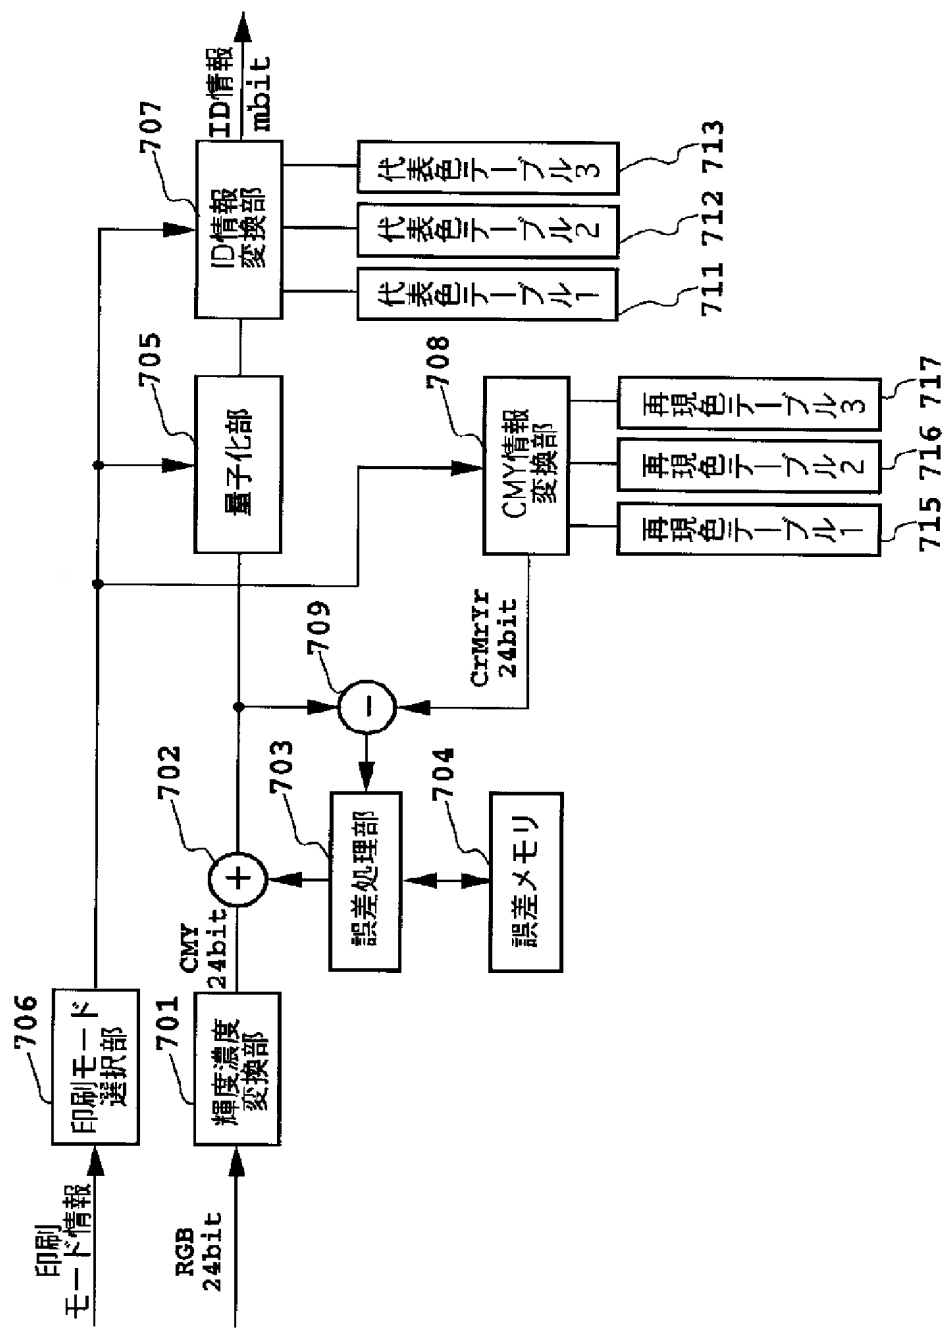 印刷
モード情報
706
印刷モード
選択部
RGB
24bit
701
輝度濃度
変換部
CMY
24bit
702
+
703
誤差処理部
704
誤差メモリ
709
-
CrMrYr
24bit
705
量子化部
707
ID情報
変換部
ID情報
mbit
708
CMY情報
変換部
代表色テーブル1
711
代表色テーブル2
712
代表色テーブル3
713
再現色テーブル1
715
再現色テーブル2
716
再現色テーブル3
717